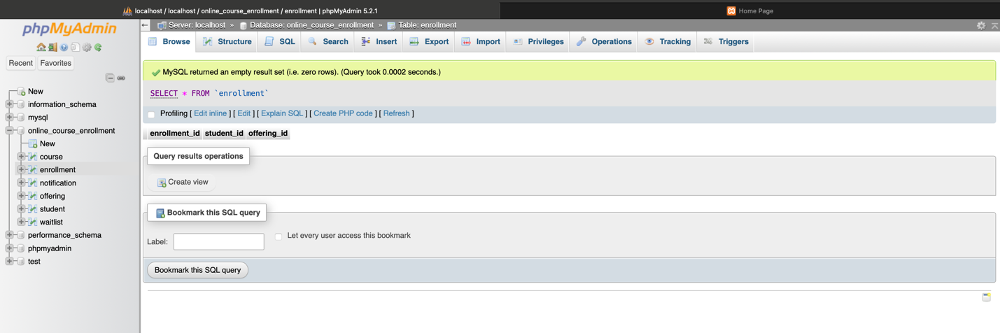 localhost / localhost / online_course_enrollment / enrollment | phpMyAdmin 5.2.1
Home Page
phpMyAdmin
Recent Favorites
New
information_schema
mysql
online_course_enrollment
New
course
enrollment
notification
offering
student
waitlist
performance_schema
phpmyadmin
test
Server: localhost » Database: online_course_enrollment » Table: enrollment
Browse Structure SQL Search Insert Export Import Privileges Operations Tracking Triggers
MySQL returned an empty result set (i.e. zero rows). (Query took 0.0002 seconds.)
SELECT * FROM `enrollment`
Profiling [ Edit inline ] [ Edit ] [ Explain SQL ] [ Create PHP code ] [ Refresh ]
enrollment_id student_id offering_id
Query results operations
Create view
Bookmark this SQL query
Label: Let every user access this bookmark
Bookmark this SQL query